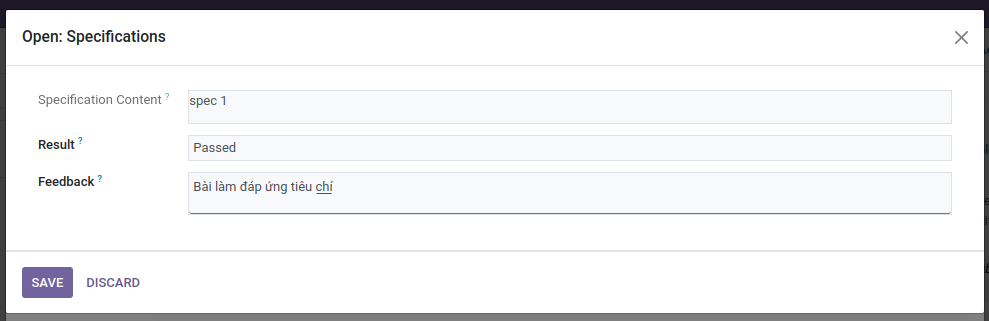 Open: Specifications
Specification Content ?
spec 1
Result ?
Passed
Feedback ?
Bài làm đáp ứng tiêu chí
SAVE
DISCARD